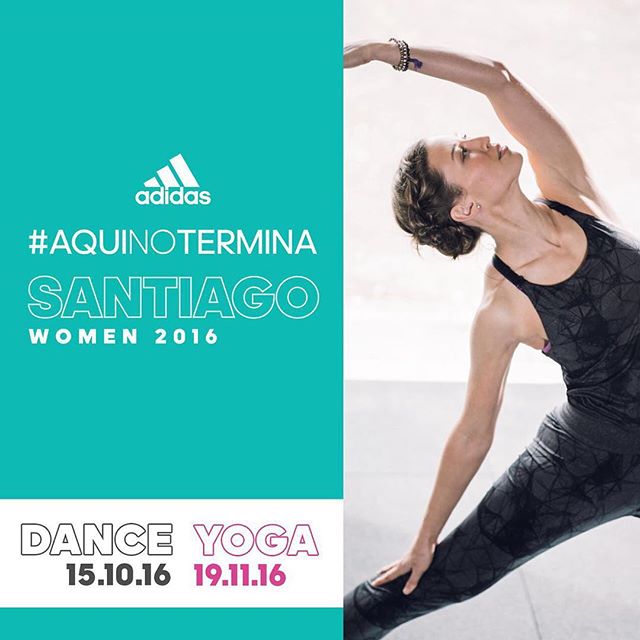 adidas
#AQUINOTERMINA
SANTIAGO
WOMEN 2016
DANCE YOGA
15.10.16 19.11.16